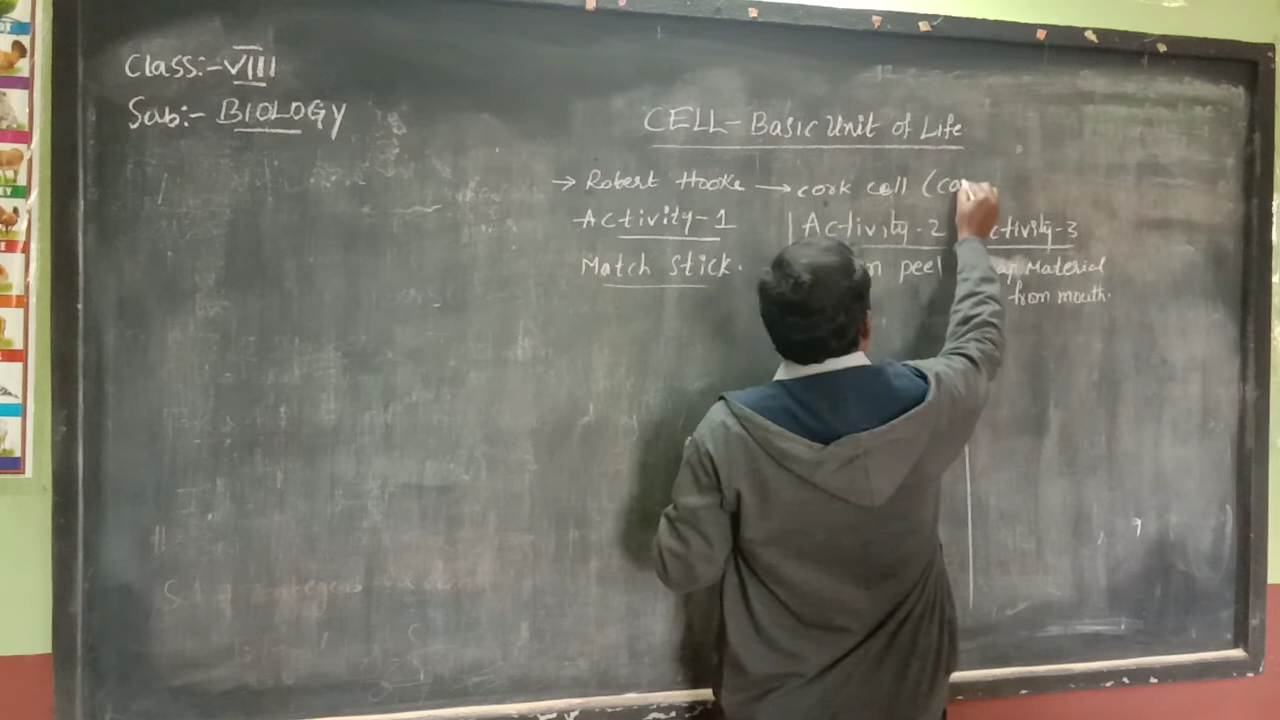 Class:- VIII
Sub:- BIOLOGY
CELL - Basic Unit of Life
→ Robert Hooke → cork cell (co
Activity-1 | Activity-2 ctivity-3
Match Stick. peel Material
from mouth.